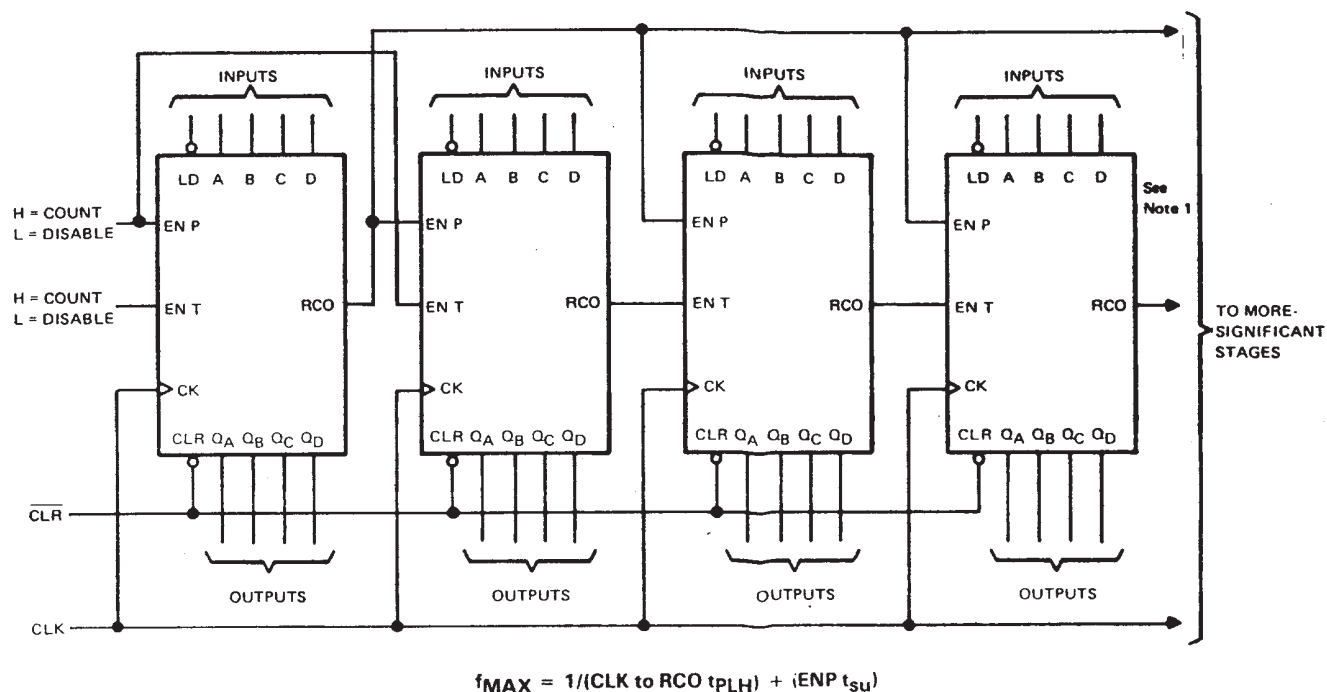 INPUTS INPUTS INPUTS INPUTS
LD A B C D LD A B C D LD A B C D LD A B C D
See
Note 1
H = COUNT
L = DISABLE
EN P EN P EN P EN P
H = COUNT
L = DISABLE
EN T RCO EN T RCO EN T RCO EN T RCO
TO MORE-
SIGNIFICANT
STAGES
CK CK CK CK
CLR QA QB QC QD CLR QA QB QC QD CLR QA QB QC QD CLR QA QB QC QD
CLR
OUTPUTS OUTPUTS OUTPUTS OUTPUTS
CLK
fMAX = 1/(CLK to RCO tPLH) + (ENP tsu)